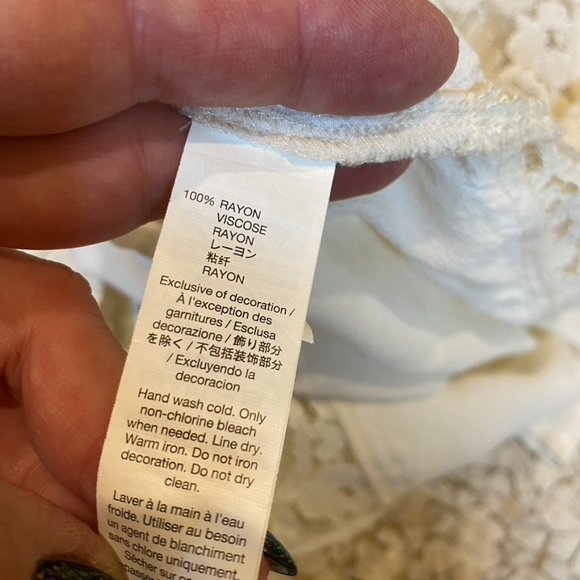 100% RAYON
VISCOSE
RAYON
レーヨン
粘纤
RAYON
Exclusive of decoration /
À l'exception des
garnitures / Esclusa
decorazione / 飾り部分
を除く / 不包括装饰部分
/ Excluyendo la
decoracion
Hand wash cold. Only
non-chlorine bleach
when needed. Line dry.
Warm iron. Do not iron
decoration. Do not dry
clean.
Laver à la main à l'eau
froide. Utiliser au besoin
un agent de blanchiment
sans chlore uniquement.
Sécher sur